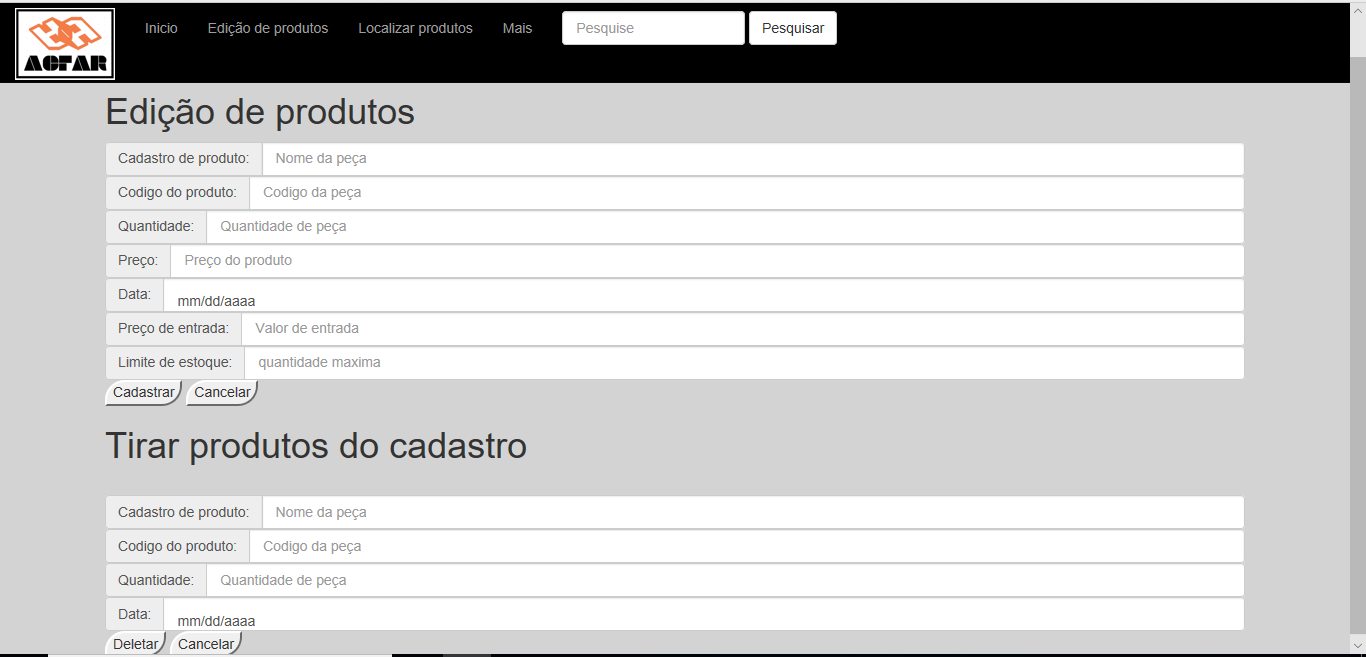 ACFAR
Inicio Edição de produtos Localizar produtos Mais Pesquise Pesquisar
Edição de produtos
Cadastro de produto: Nome da peça
Codigo do produto: Codigo da peça
Quantidade: Quantidade de peça
Preço: Preço do produto
Data: mm/dd/aaaa
Preço de entrada: Valor de entrada
Limite de estoque: quantidade maxima
Cadastrar Cancelar
Tirar produtos do cadastro
Cadastro de produto: Nome da peça
Codigo do produto: Codigo da peça
Quantidade: Quantidade de peça
Data: mm/dd/aaaa
Deletar Cancelar